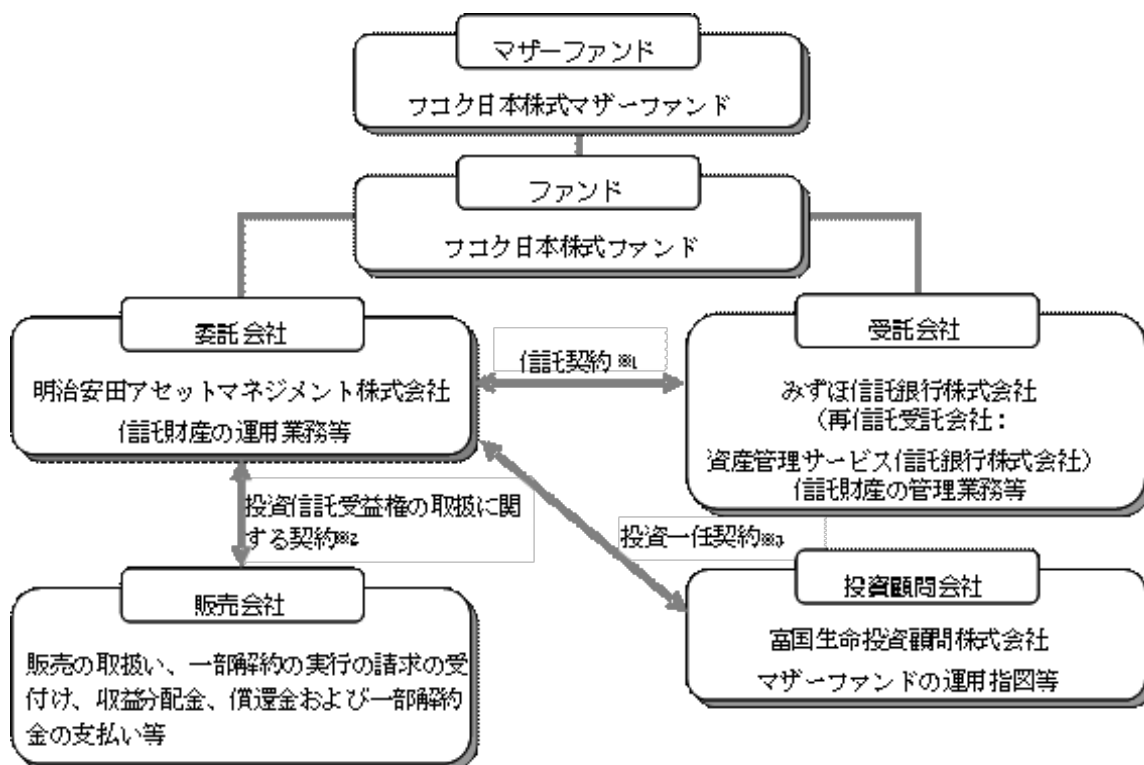 マザーファンド
フコク日本株式マザーファンド
ファンド
フコク日本株式ファンド
委託会社
明治安田アセットマネジメント株式会社
信託財産の運用業務等
信託契約※1
受託会社
みずほ信託銀行株式会社
（再信託受託会社：
資産管理サービス信託銀行株式会社）
信託財産の管理業務等
投資信託受益権の取扱に関
する契約※2
投資一任契約※3
販売会社
販売の取扱い、一部解約の実行の請求の受
付け、収益分配金、償還金および一部解約
金の支払い等
投資顧問会社
富国生命投資顧問株式会社
マザーファンドの運用指図等